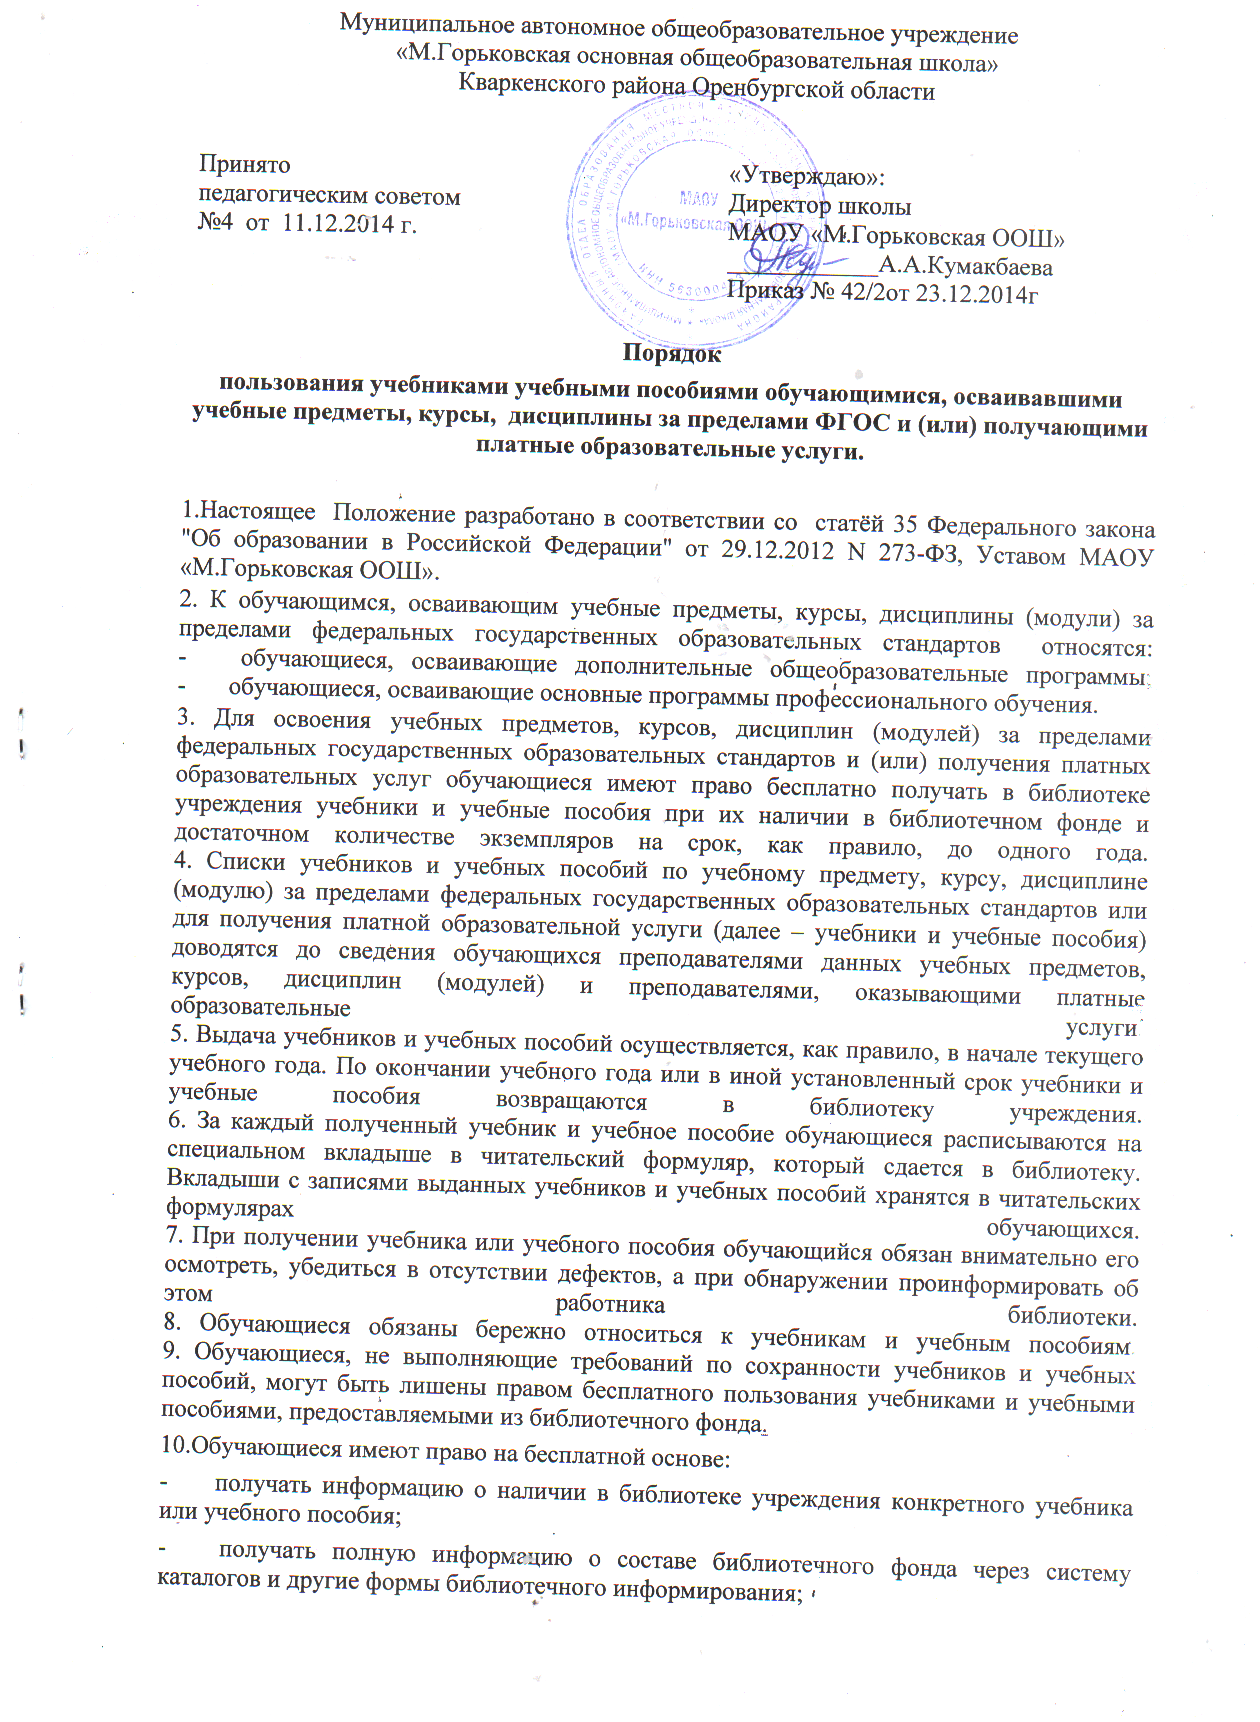 Муниципальное автономное общеобразовательное учреждение
«М.Горьковская основная общеобразовательная школа»
Кваркенского района Оренбургской области
Принято
педагогическим советом
№4 от 11.12.2014 г.
МАОУ
«М.Горьковская ООШ»
«Утверждаю»:
Директор школы
МАОУ «М.Горьковская ООШ»
____________А.А.Кумакбаева
Приказ № 42/2от 23.12.2014г
Порядок
пользования учебниками учебными пособиями обучающимися, осваивавшими
учебные предметы, курсы, дисциплины за пределами ФГОС и (или) получающими
платные образовательные услуги.
1.Настоящее Положение разработано в соответствии со статёй 35 Федерального закона
"Об образовании в Российской Федерации" от 29.12.2012 N 273-ФЗ, Уставом МАОУ
«М.Горьковская ООШ».
2. К обучающимся, осваивающим учебные предметы, курсы, дисциплины (модули) за
пределами федеральных государственных образовательных стандартов относятся:
- обучающиеся, осваивающие дополнительные общеобразовательные программы;
- обучающиеся, осваивающие основные программы профессионального обучения.
3. Для освоения учебных предметов, курсов, дисциплин (модулей) за пределами
федеральных государственных образовательных стандартов и (или) получения платных
образовательных услуг обучающиеся имеют право бесплатно получать в библиотеке
учреждения учебники и учебные пособия при их наличии в библиотечном фонде и
достаточном количестве экземпляров на срок, как правило, до одного года.
4. Списки учебников и учебных пособий по учебному предмету, курсу, дисциплине
(модулю) за пределами федеральных государственных образовательных стандартов или
для получения платной образовательной услуги (далее – учебники и учебные пособия)
доводятся до сведения обучающихся преподавателями данных учебных предметов,
курсов, дисциплин (модулей) и преподавателями, оказывающими платные
образовательные услуги
5. Выдача учебников и учебных пособий осуществляется, как правило, в начале текущего
учебного года. По окончании учебного года или в иной установленный срок учебники и
учебные пособия возвращаются в библиотеку учреждения.
6. За каждый полученный учебник и учебное пособие обучающиеся расписываются на
специальном вкладыше в читательский формуляр, который сдается в библиотеку.
Вкладыши с записями выданных учебников и учебных пособий хранятся в читательских
формулярах обучающихся.
7. При получении учебника или учебного пособия обучающийся обязан внимательно его
осмотреть, убедиться в отсутствии дефектов, а при обнаружении проинформировать об
этом работника библиотеки.
8. Обучающиеся обязаны бережно относиться к учебникам и учебным пособиям
9. Обучающиеся, не выполняющие требований по сохранности учебников и учебных
пособий, могут быть лишены правом бесплатного пользования учебниками и учебными
пособиями, предоставляемыми из библиотечного фонда.
10.Обучающиеся имеют право на бесплатной основе:
- получать информацию о наличии в библиотеке учреждения конкретного учебника
или учебного пособия;
- получать полную информацию о составе библиотечного фонда через систему
каталогов и другие формы библиотечного информирования;